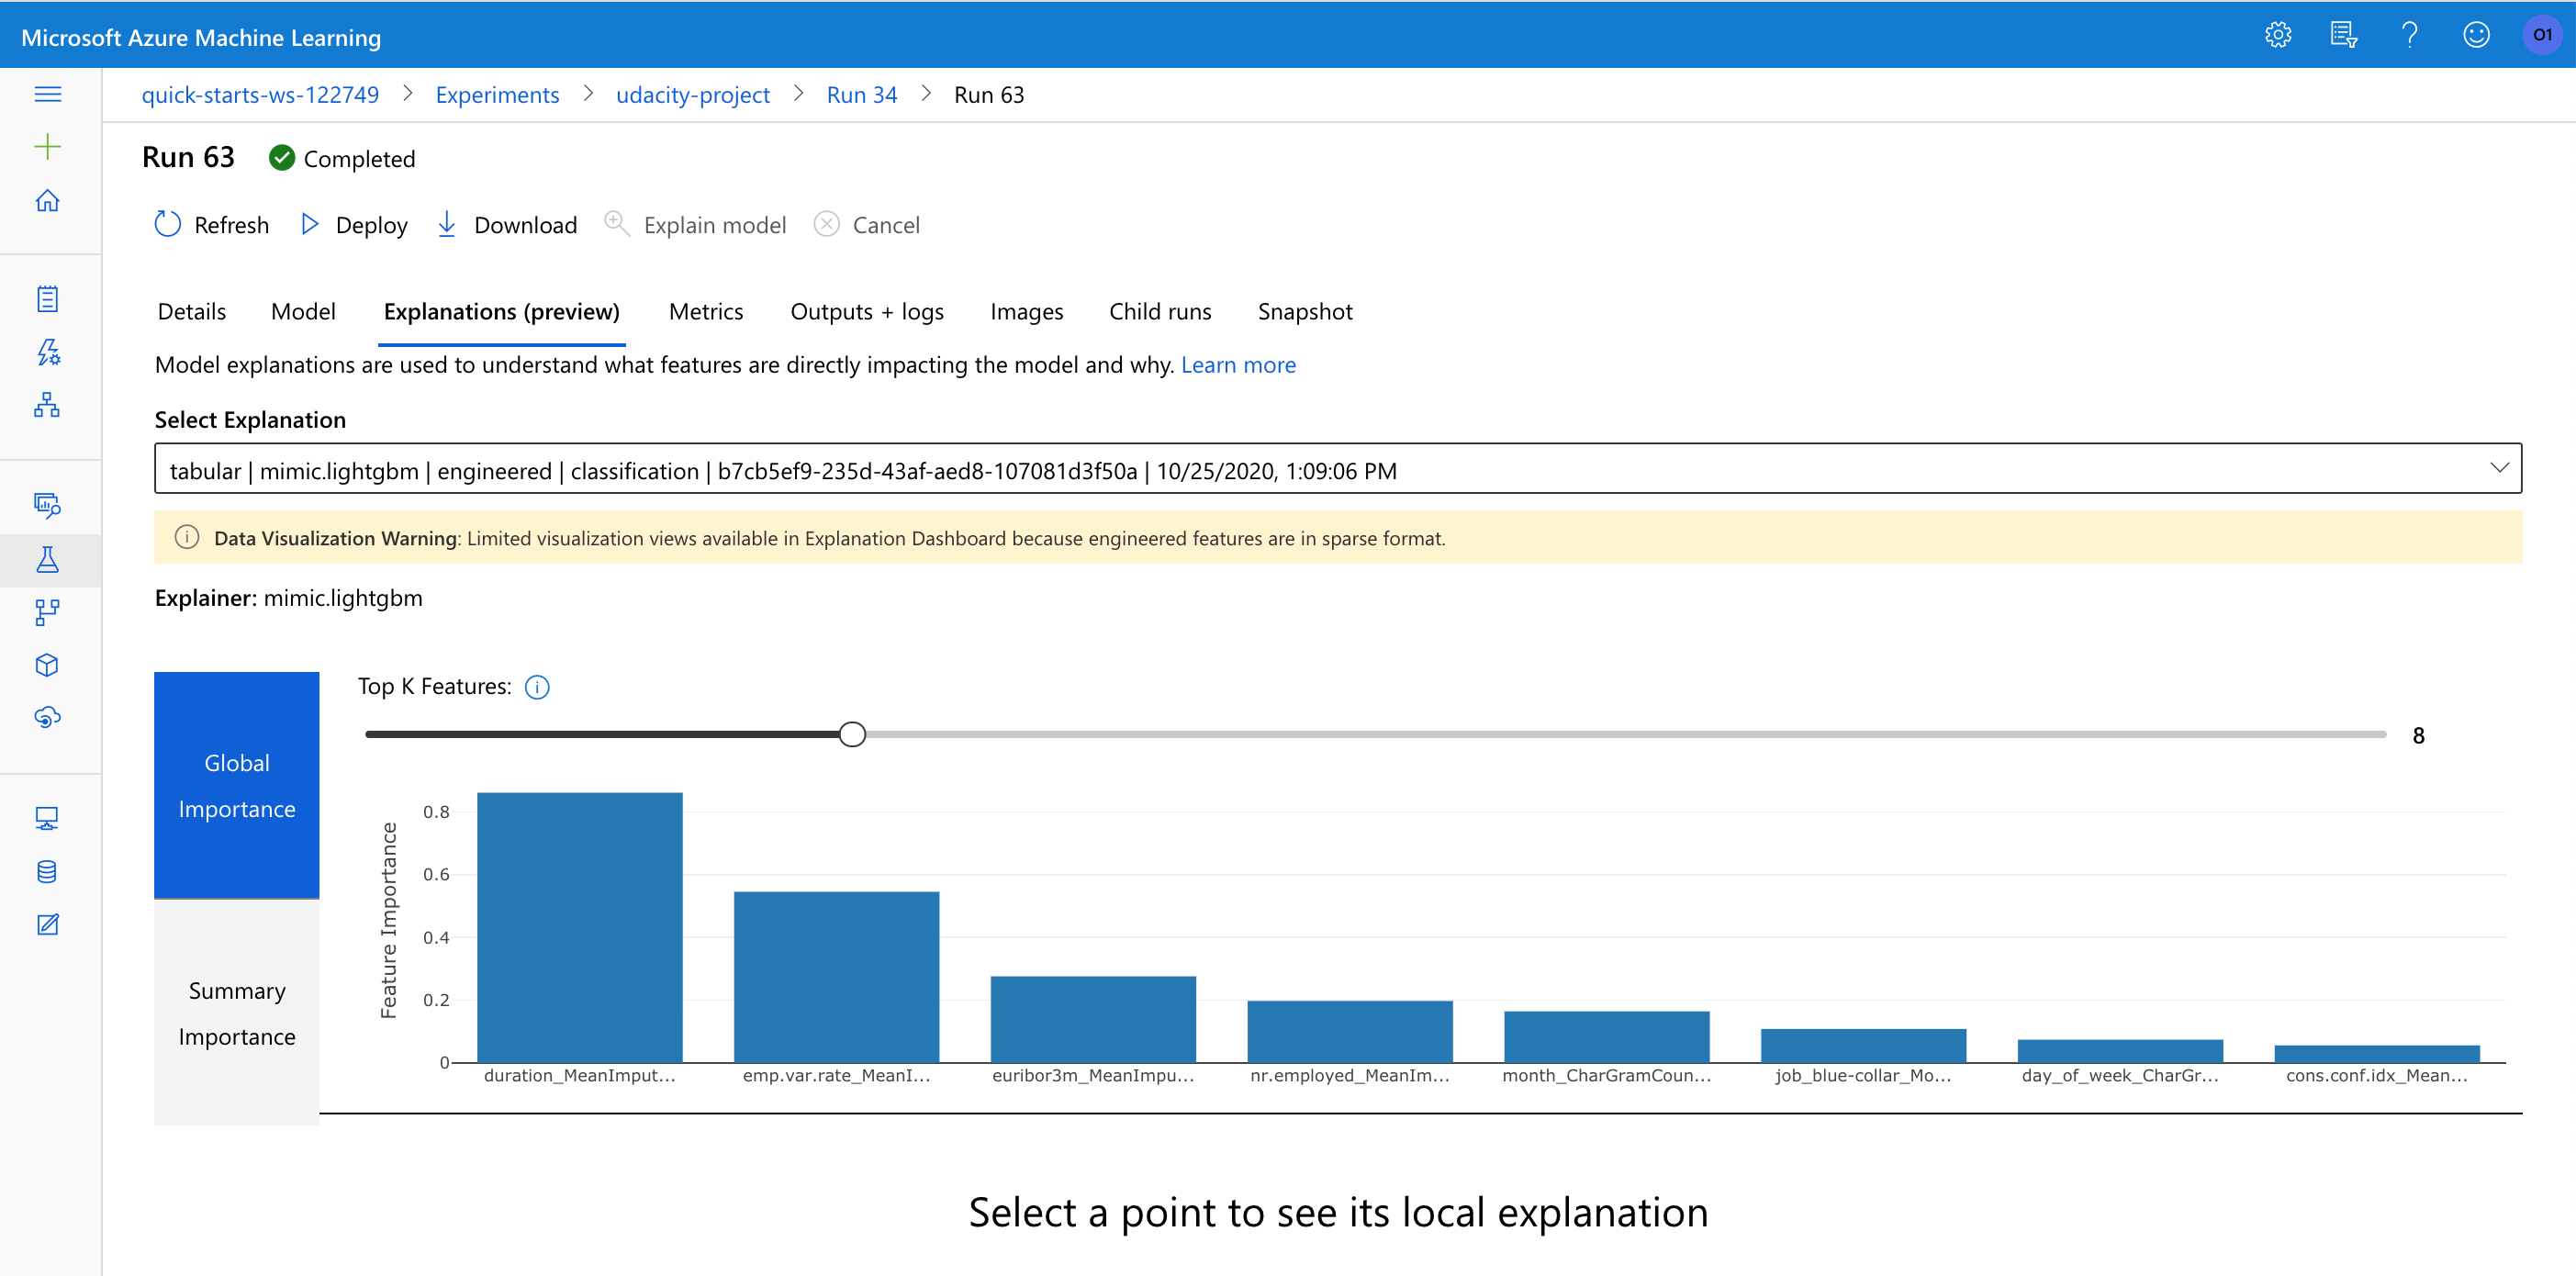 Microsoft Azure Machine Learning
O1
quick-starts-ws-122749 > Experiments > udacity-project > Run 34 > Run 63
Run 63 Completed
Refresh Deploy Download Explain model Cancel
Details Model Explanations (preview) Metrics Outputs + logs Images Child runs Snapshot
Model explanations are used to understand what features are directly impacting the model and why. Learn more
Select Explanation
tabular | mimic.lightgbm | engineered | classification | b7cb5ef9-235d-43af-aed8-107081d3f50a | 10/25/2020, 1:09:06 PM
Data Visualization Warning: Limited visualization views available in Explanation Dashboard because engineered features are in sparse format.
Explainer: mimic.lightgbm
Global
Importance
Summary
Importance
Top K Features:
8
Feature Importance
0.8
0.6
0.4
0.2
0
duration_MeanImput... emp.var.rate_MeanI... euribor3m_MeanImpu... nr.employed_MeanIm... month_CharGramCoun... job_blue-collar_Mo... day_of_week_CharGr... cons.conf.idx_Mean...
Select a point to see its local explanation